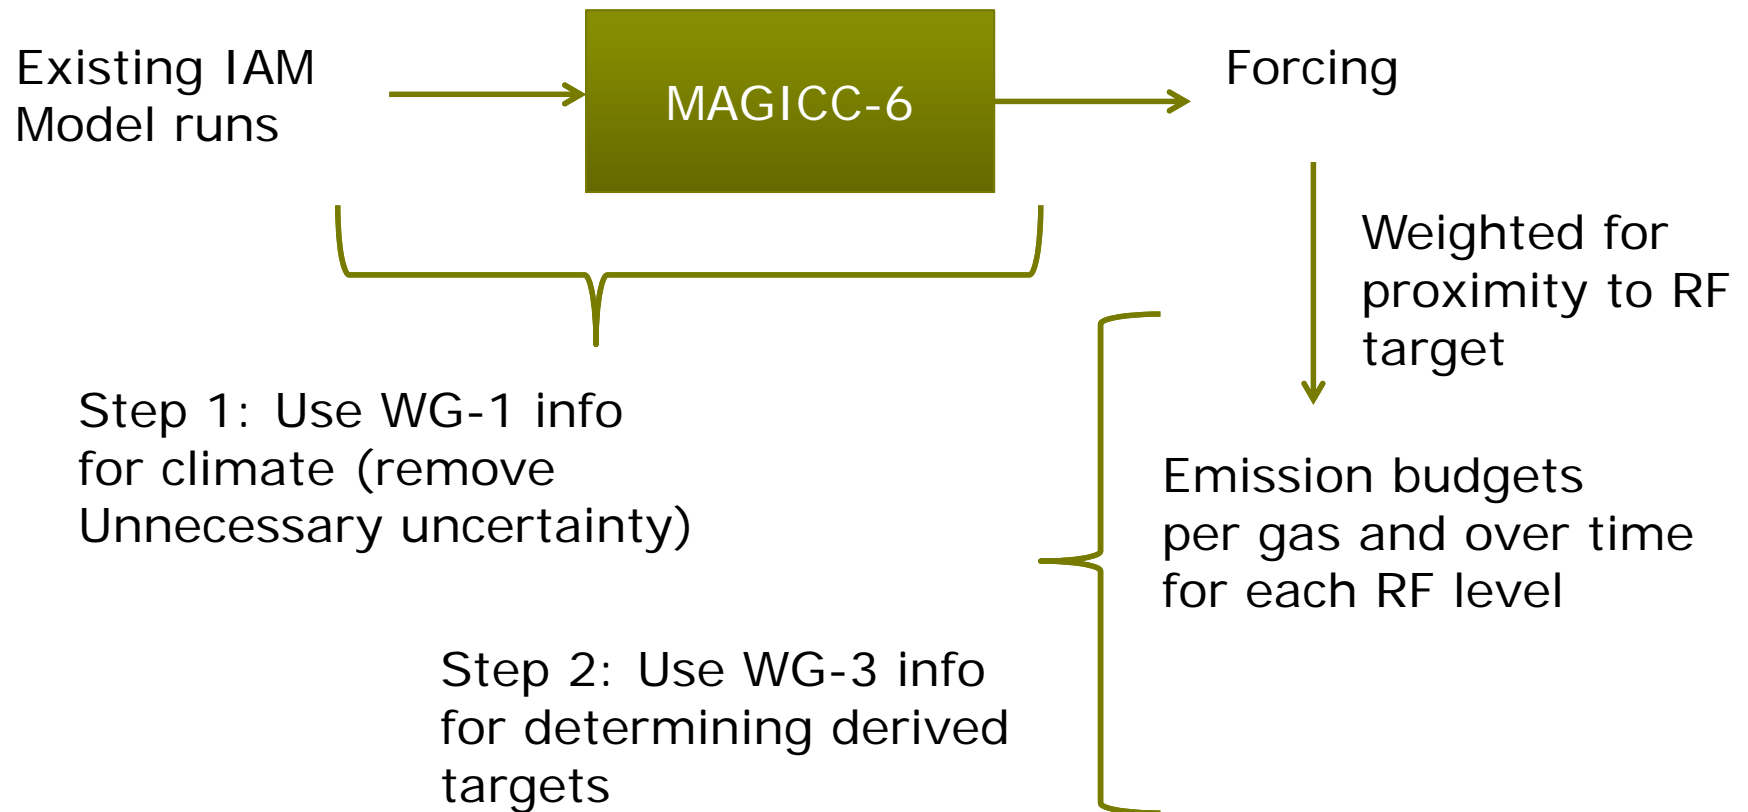 Existing IAM
Model runs
MAGICC-6
Forcing
Weighted for
proximity to RF
target
Step 1: Use WG-1 info
for climate (remove
Unnecessary uncertainty)
Emission budgets
per gas and over time
for each RF level
Step 2: Use WG-3 info
for determining derived
targets